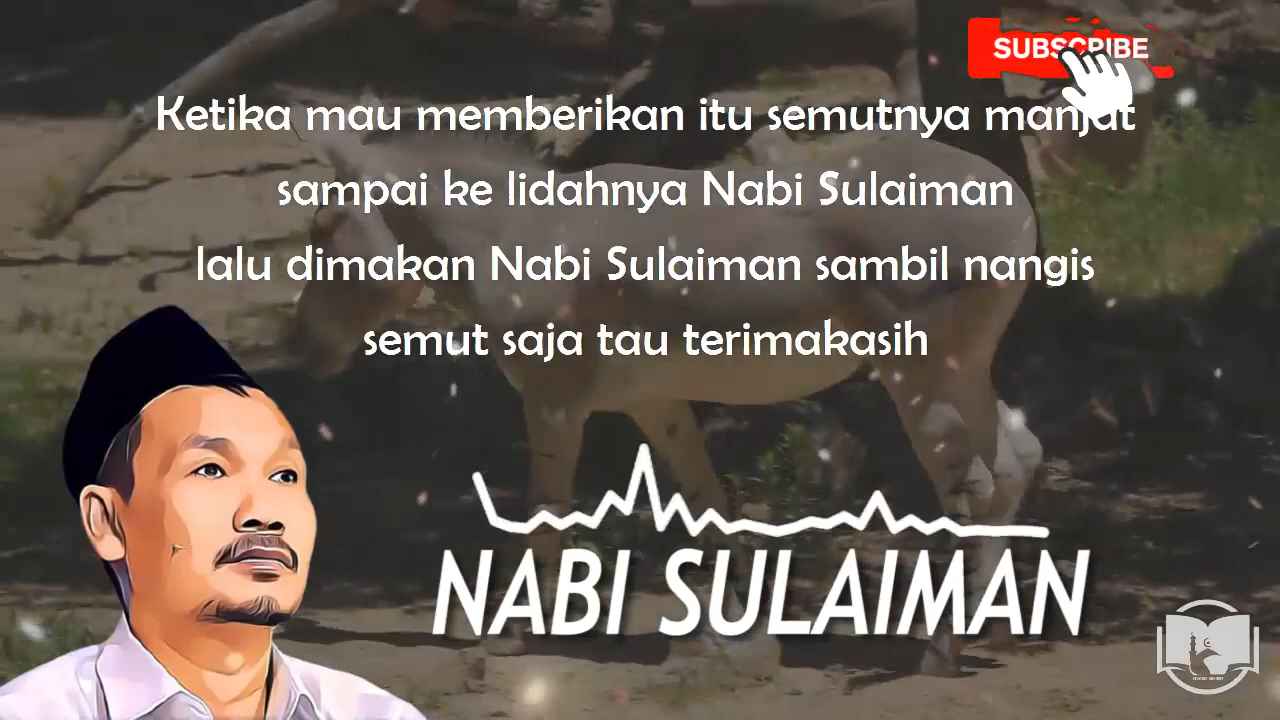 SUBSCRIBE
Ketika mau memberikan itu semutnya manjat
sampai ke lidahnya Nabi Sulaiman
lalu dimakan Nabi Sulaiman sambil nangis
semut saja tau terimakasih
NABI SULAIMAN